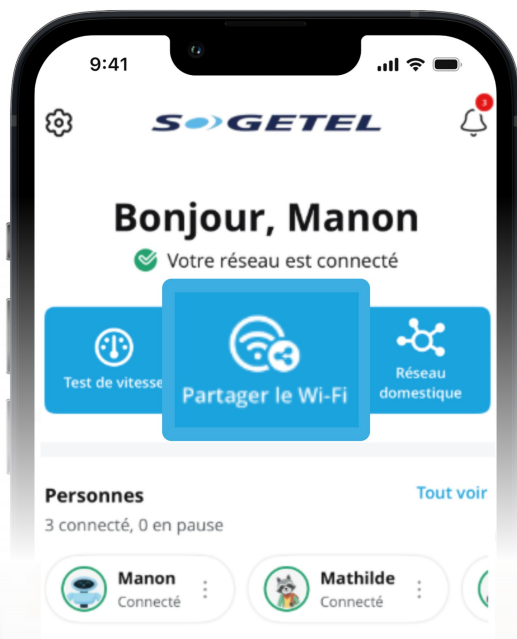 9:41
SOGETEL
3
Bonjour, Manon
Votre réseau est connecté
Test de vitesse
Partager le Wi-Fi
Réseau
domestique
Personnes
Tout voir
3 connecté, 0 en pause
Manon
Connecté
Mathilde
Connecté